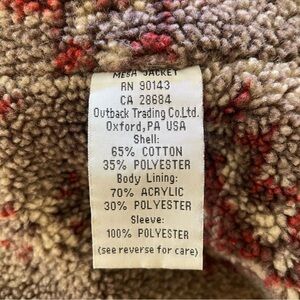 MESH JACKET
RN 90143
CA 28684
Outback Trading Co.Ltd.
Oxford,PA USA
Shell:
65% COTTON
35% POLYESTER
Body Lining:
70% ACRYLIC
30% POLYESTER
Sleeve:
100% POLYESTER
(see reverse for care)